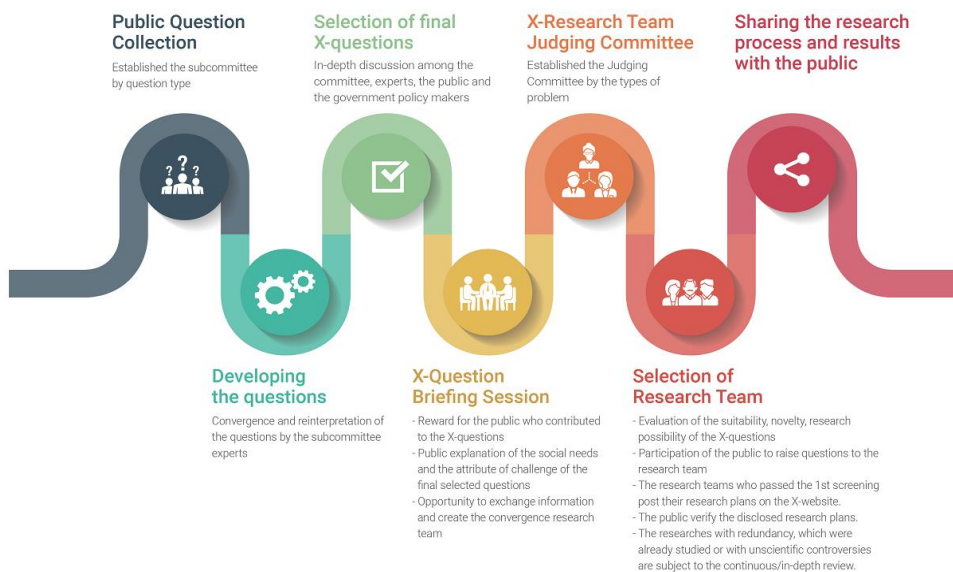 Public Question
Collection
Established the subcommittee
by question type
Selection of final
X-questions
In-depth discussion among the
committee, experts, the public and
the government policy makers
X-Research Team
Judging Committee
Established the Judging
Committee by the types of
problem
Sharing the research
process and results
with the public
? ? ?
Developing
the questions
Convergence and reinterpretation of
the questions by the subcommittee
experts
X-Question
Briefing Session
- Reward for the public who contributed
to the X-questions
- Public explanation of the social needs
and the attribute of challenge of the
final selected questions
- Opportunity to exchange information
and create the convergence research
team
Selection of
Research Team
- Evaluation of the suitability, novelty, research
possibility of the X-questions
- Participation of the public to raise questions to the
research team
- The research teams who passed the 1st screening
post their research plans on the X-website.
- The public verify the disclosed research plans.
- The researches with redundancy, which were
already studied or with unscientific controversies
are subject to the continuous/in-depth review.